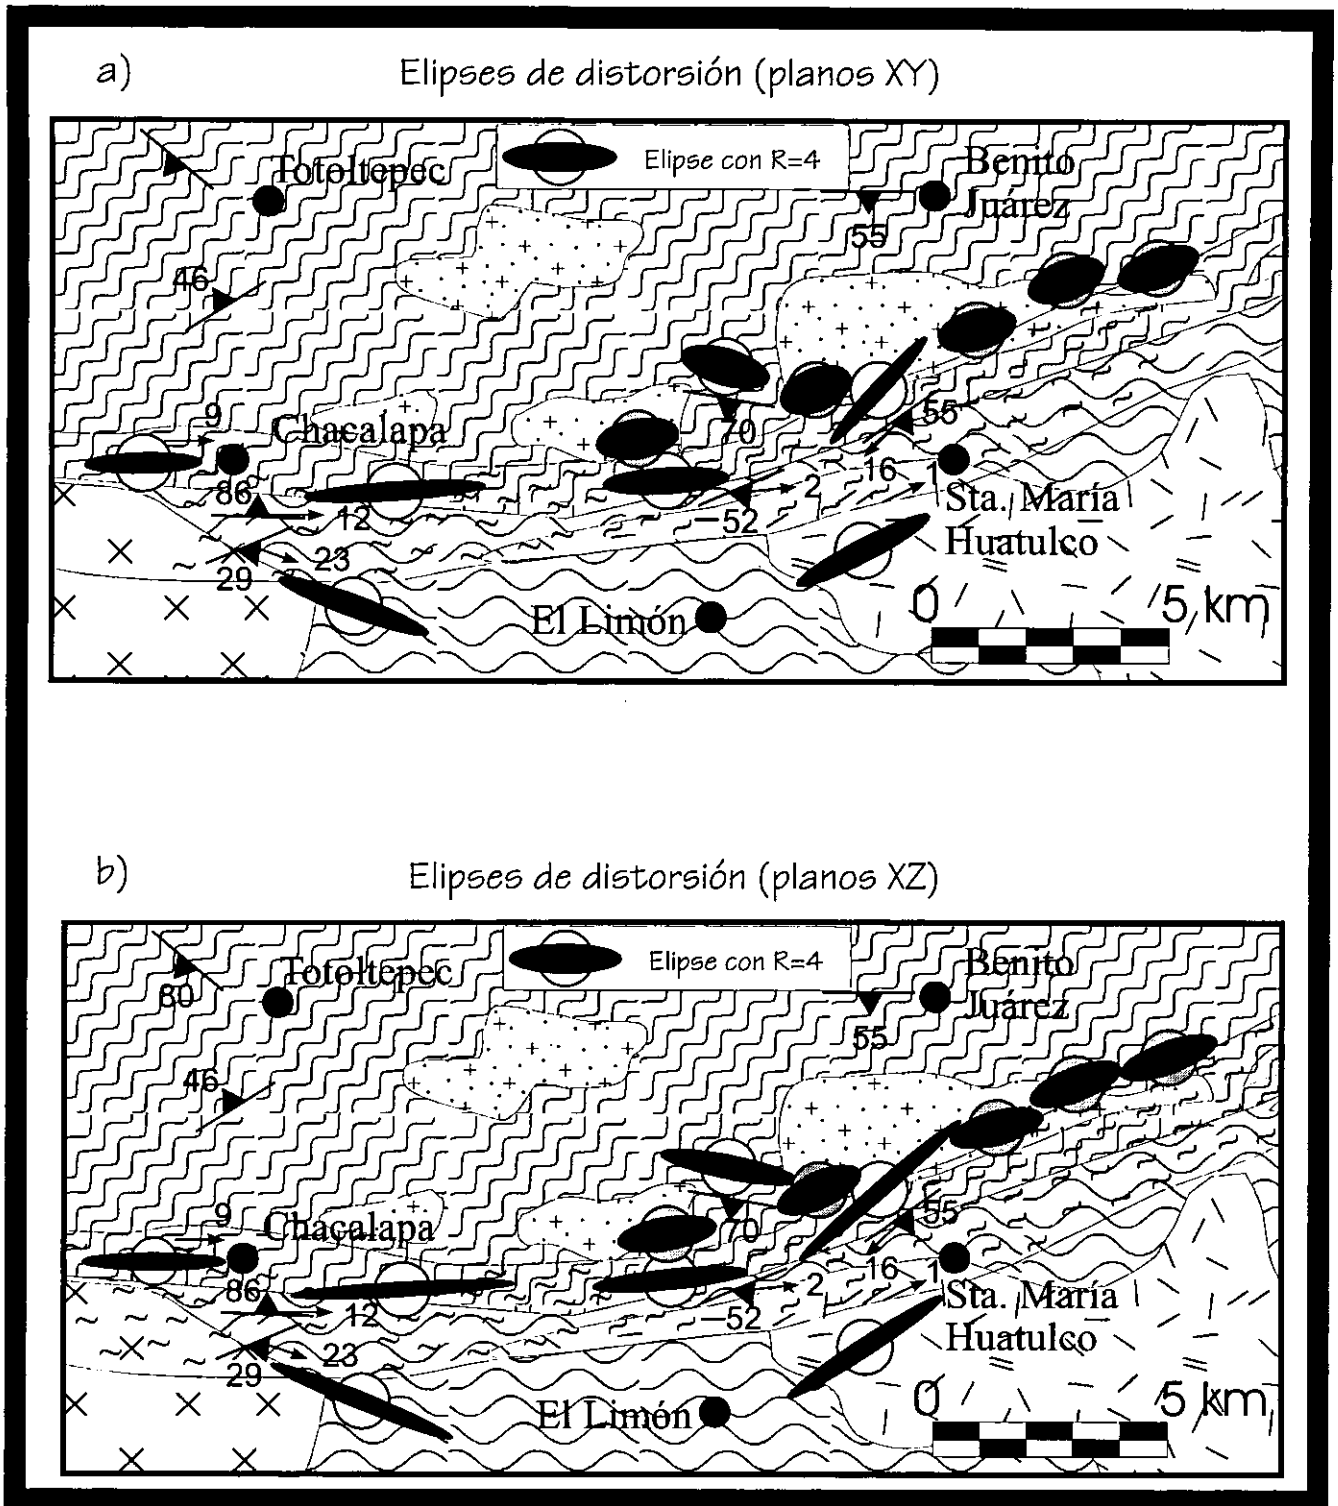 a)
Elipses de distorsión (planos XY)
Elipse con R=4
Totoltepec
Benito
Juárez
55
46
9
Chacalapa
70
55
86
12
2
16
1
Sta. María
Huatulco
52
29
23
El Limón
0
5 km
b)
Elipses de distorsión (planos XZ)
Elipse con R=4
Totoltepec
Benito
Juárez
80
55
46
9
Chacalapa
70
55
86
12
2
16
1
Sta. María
Huatulco
52
29
23
El Limón
0
5 km